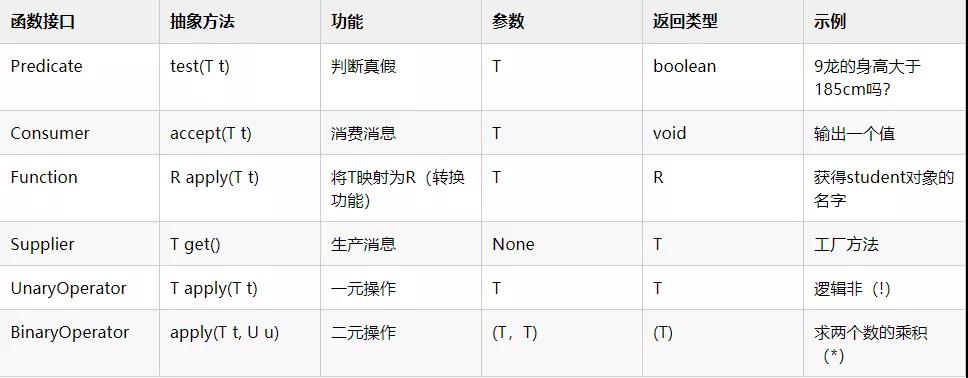 函数接口 抽象方法 功能 参数 返回类型 示例
Predicate test(T t) 判断真假 T boolean 9龙的身高大于
185cm吗?
Consumer accept(T t) 消费消息 T void 输出一个值
Function R apply(T t) 将T映射为R（转换 T R 获得student对象的
功能） 名字
Supplier T get() 生产消息 None T 工厂方法
UnaryOperator T apply(T t) 一元操作 T T 逻辑非（!）
BinaryOperator apply(T t, U u) 二元操作 (T，T) (T) 求两个数的乘积
（*）